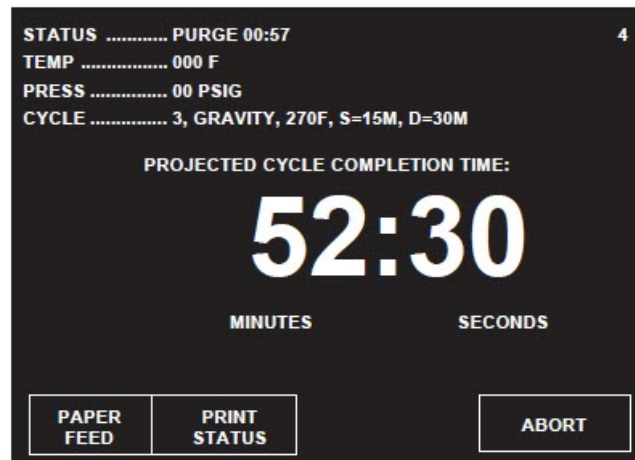 STATUS ............ PURGE 00:57 4
TEMP ................. 000 F
PRESS ............... 00 PSIG
CYCLE ............... 3, GRAVITY, 270F, S=15M, D=30M
PROJECTED CYCLE COMPLETION TIME:
52:30
MINUTES SECONDS
PAPER FEED
PRINT STATUS
ABORT